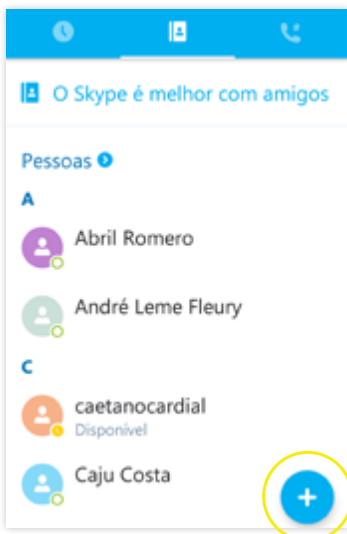 O Skype é melhor com amigos
Pessoas
A
Abril Romero
André Leme Fleury
C
caetanocardial
Disponível
Caju Costa